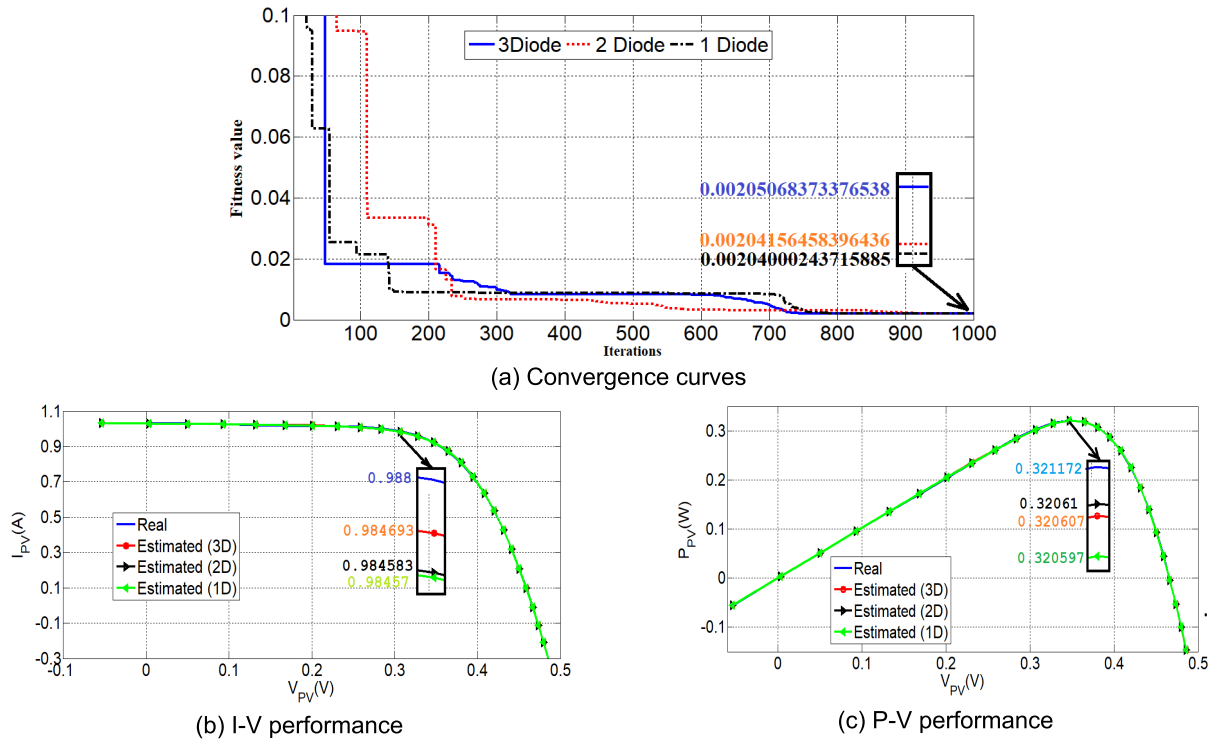 0.1
0.08
0.06
0.04
0.02
0
Fitness value
3Diode 2 Diode 1 Diode
0.00205068373376538
0.00204156458396436
0.00204000243715885
100 200 300 400 500 600 700 800 900 1000
Iterations
(a) Convergence curves
1.1
0.9
0.7
0.5
0.3
0.1
-0.1
-0.3
I_PV(A)
0.988
0.984693
0.984583
0.98457
Real
Estimated (3D)
Estimated (2D)
Estimated (1D)
-0.1 0 0.1 0.2 0.3 0.4 0.5
V_PV(V)
(b) I-V performance
0.3
0.2
0.1
0
-0.1
P_PV(W)
0.321172
0.32061
0.320607
0.320597
Real
Estimated (3D)
Estimated (2D)
Estimated (1D)
0 0.1 0.2 0.3 0.4 0.5
V_PV(V)
(c) P-V performance